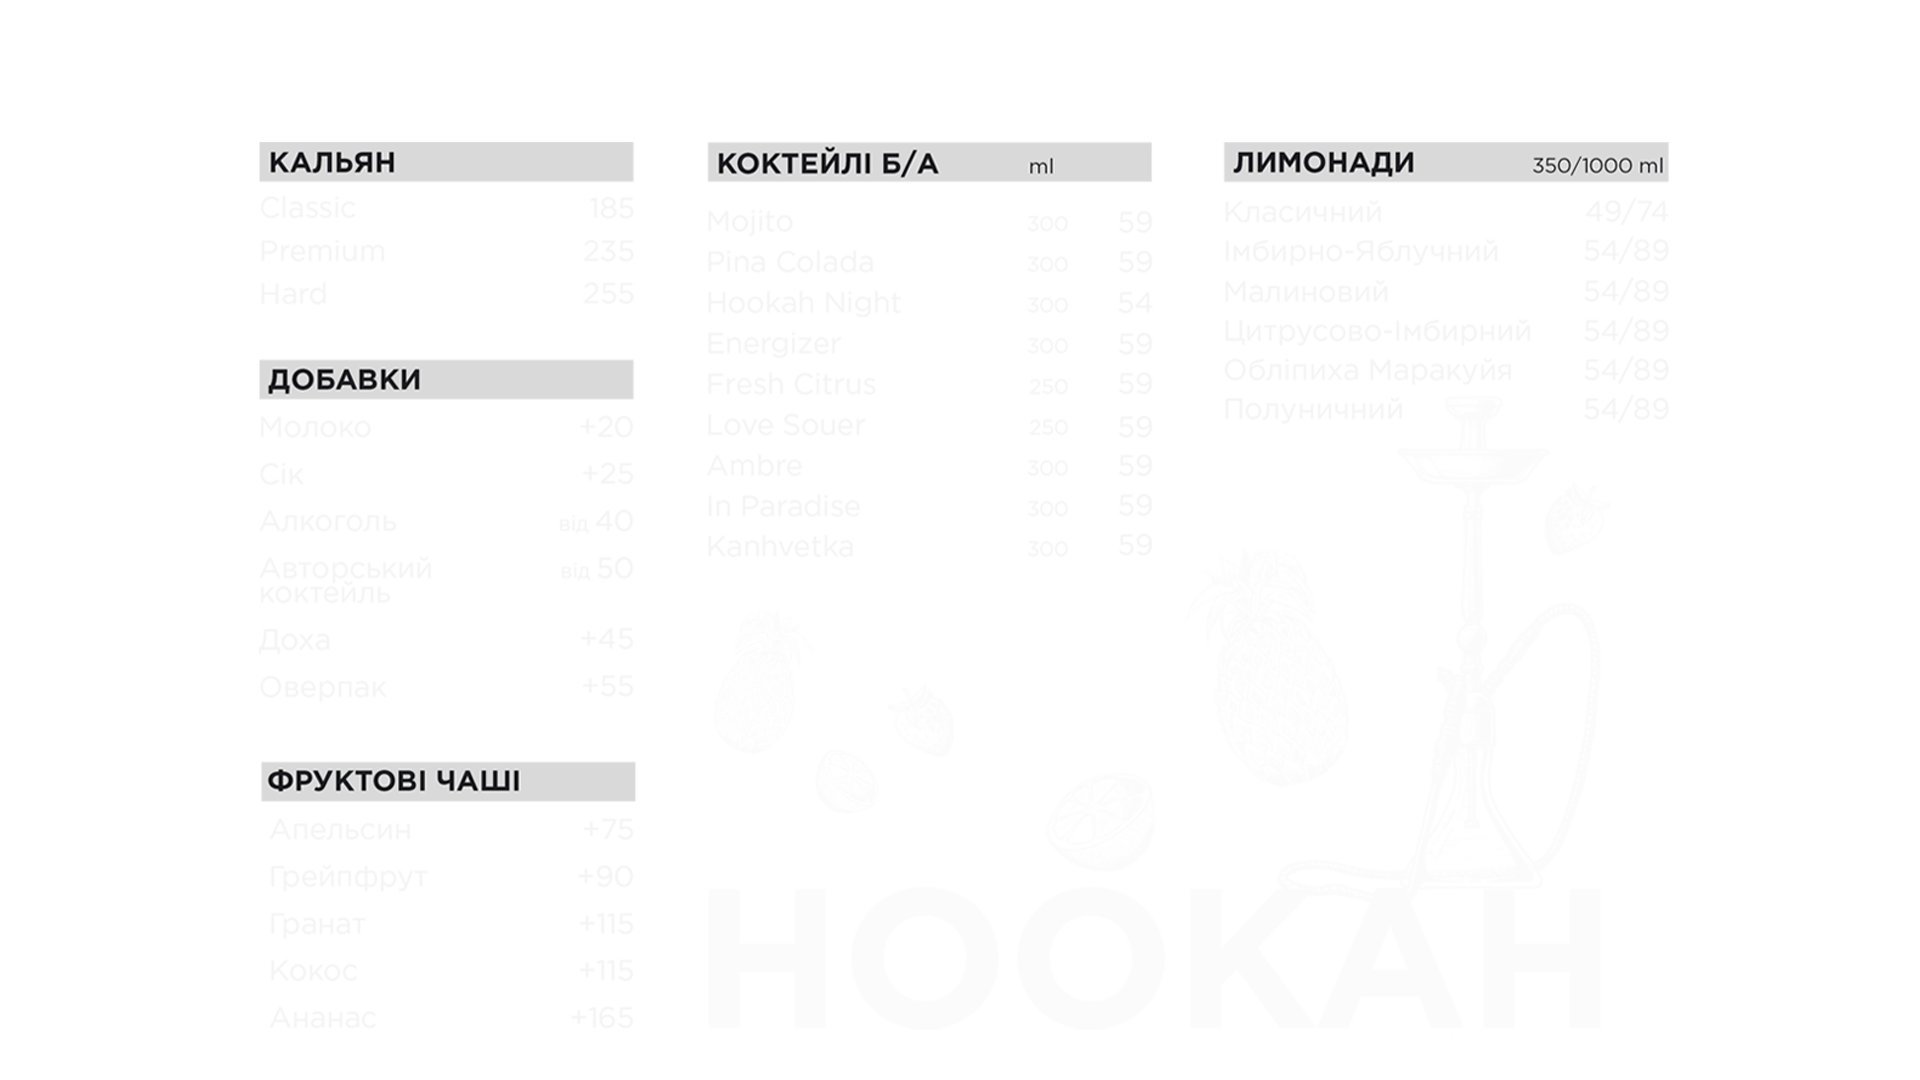 КАЛЬЯН
Classic 185
Premium 235
Hard 255
ДОБАВКИ
Молоко +20
Сік +25
Алкоголь від 40
Авторський від 50
коктейль
Доха +45
Оверпак +55
ФРУКТОВІ ЧАШІ
Апельсин +75
Грейпфрут +90
Гранат +115
Кокос +115
Ананас +165
КОКТЕЙЛІ Б/А ml
Mojito 300 59
Pina Colada 300 59
Hookah Night 300 54
Energizer 300 59
Fresh Citrus 250 59
Love Souer 250 59
Ambre 300 59
In Paradise 300 59
Kanhvetka 300 59
ЛИМОНАДИ 350/1000 ml
Класичний 49/74
Імбирно-Яблучний 54/89
Малиновий 54/89
Цитрусово-Імбирний 54/89
Обліпиха Маракуйя 54/89
Полуничний 54/89
HOOKAH